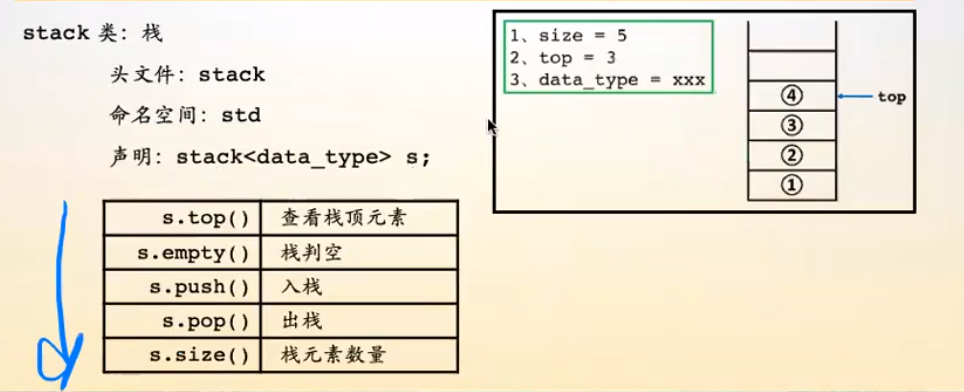 stack 类：栈
头文件：stack
命名空间：std
声明：stack<data_type> s;
s.top() 查看栈顶元素
s.empty() 栈判空
s.push() 入栈
s.pop() 出栈
s.size() 栈元素数量
1、size = 5
2、top = 3
3、data_type = xxx
④
top
③
②
①